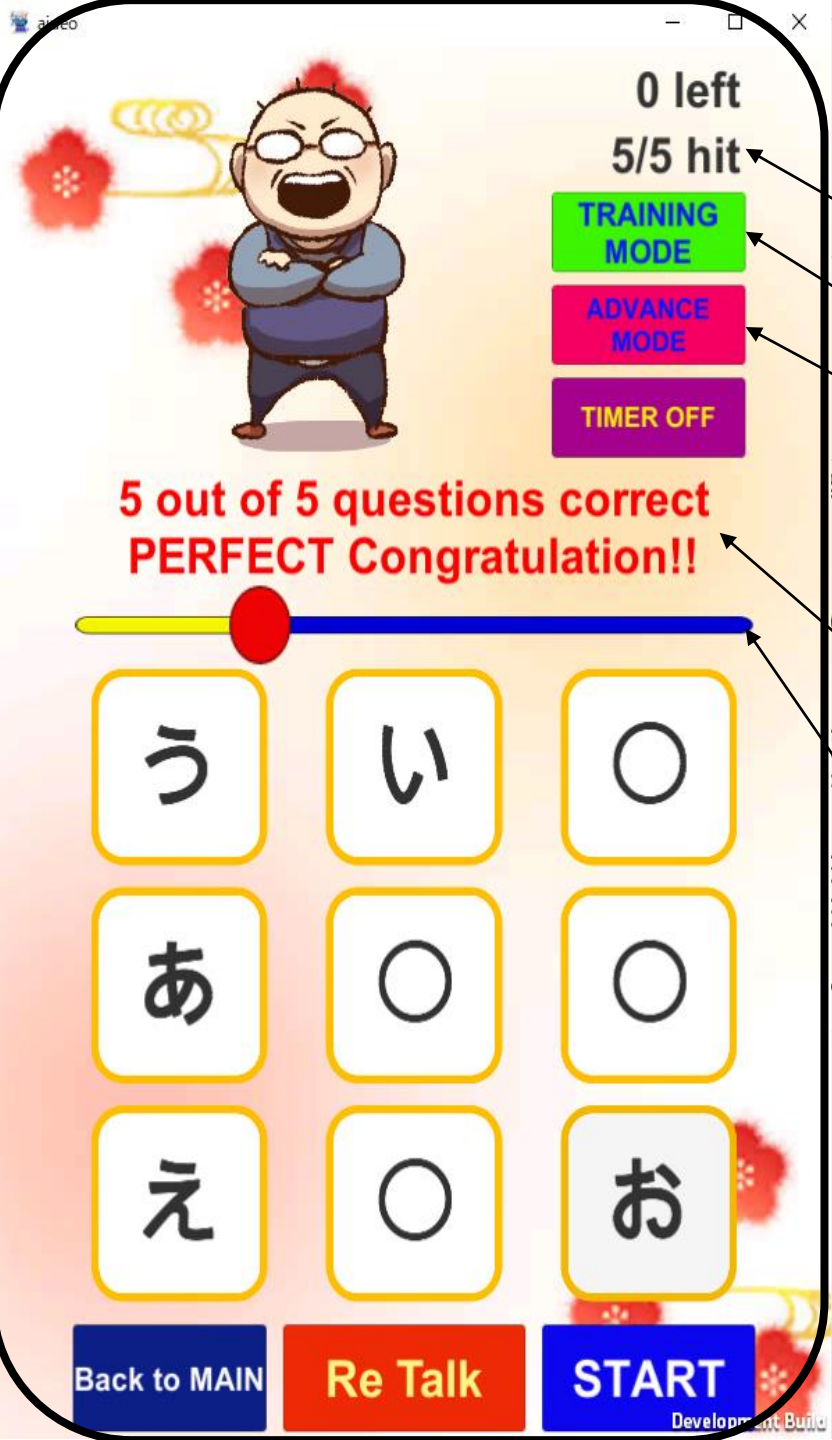 0 left
5/5 hit
TRAINING
MODE
ADVANCE
MODE
TIMER OFF
5 out of 5 questions correct
PERFECT Congratulation!!
う い ○
あ ○ ○
え ○ お
Back to MAIN Re Talk START
Development Build